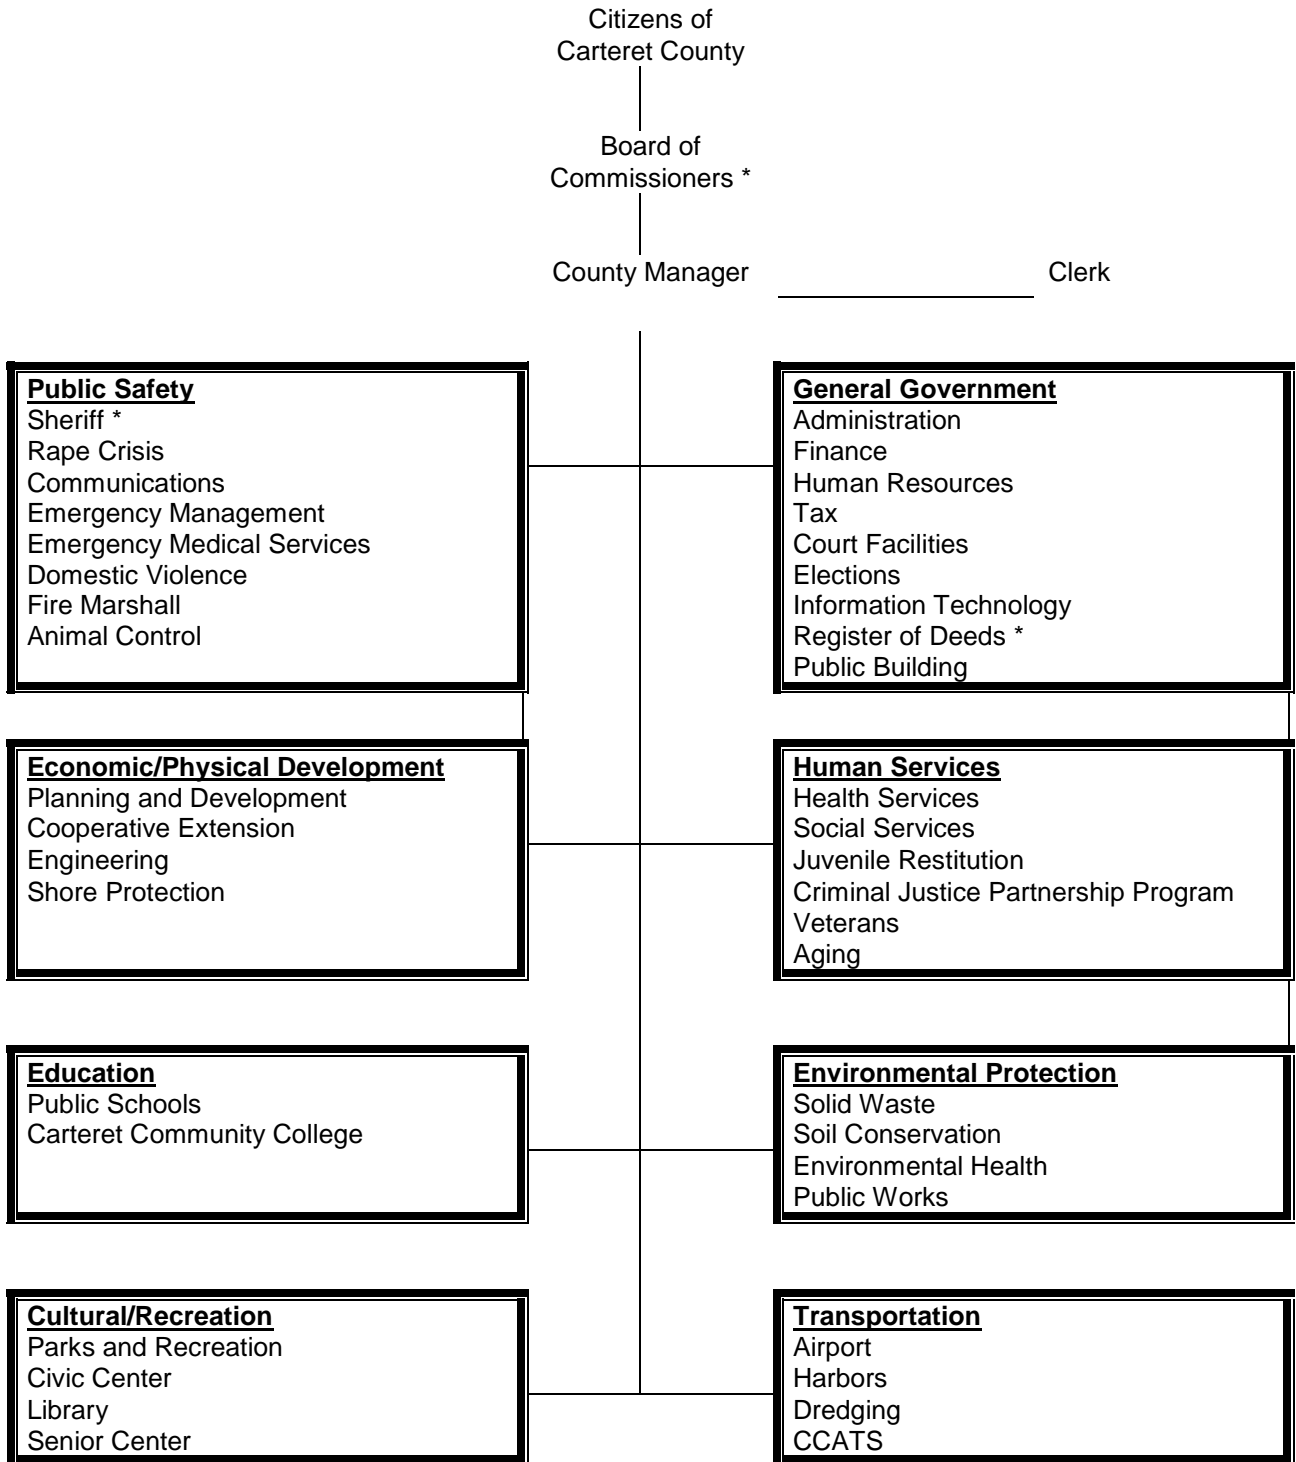 Citizens of
Carteret County
Board of
Commissioners *
County Manager
Clerk
Public Safety
Sheriff *
Rape Crisis
Communications
Emergency Management
Emergency Medical Services
Domestic Violence
Fire Marshall
Animal Control
General Government
Administration
Finance
Human Resources
Tax
Court Facilities
Elections
Information Technology
Register of Deeds *
Public Building
Economic/Physical Development
Planning and Development
Cooperative Extension
Engineering
Shore Protection
Human Services
Health Services
Social Services
Juvenile Restitution
Criminal Justice Partnership Program
Veterans
Aging
Education
Public Schools
Carteret Community College
Environmental Protection
Solid Waste
Soil Conservation
Environmental Health
Public Works
Cultural/Recreation
Parks and Recreation
Civic Center
Library
Senior Center
Transportation
Airport
Harbors
Dredging
CCATS